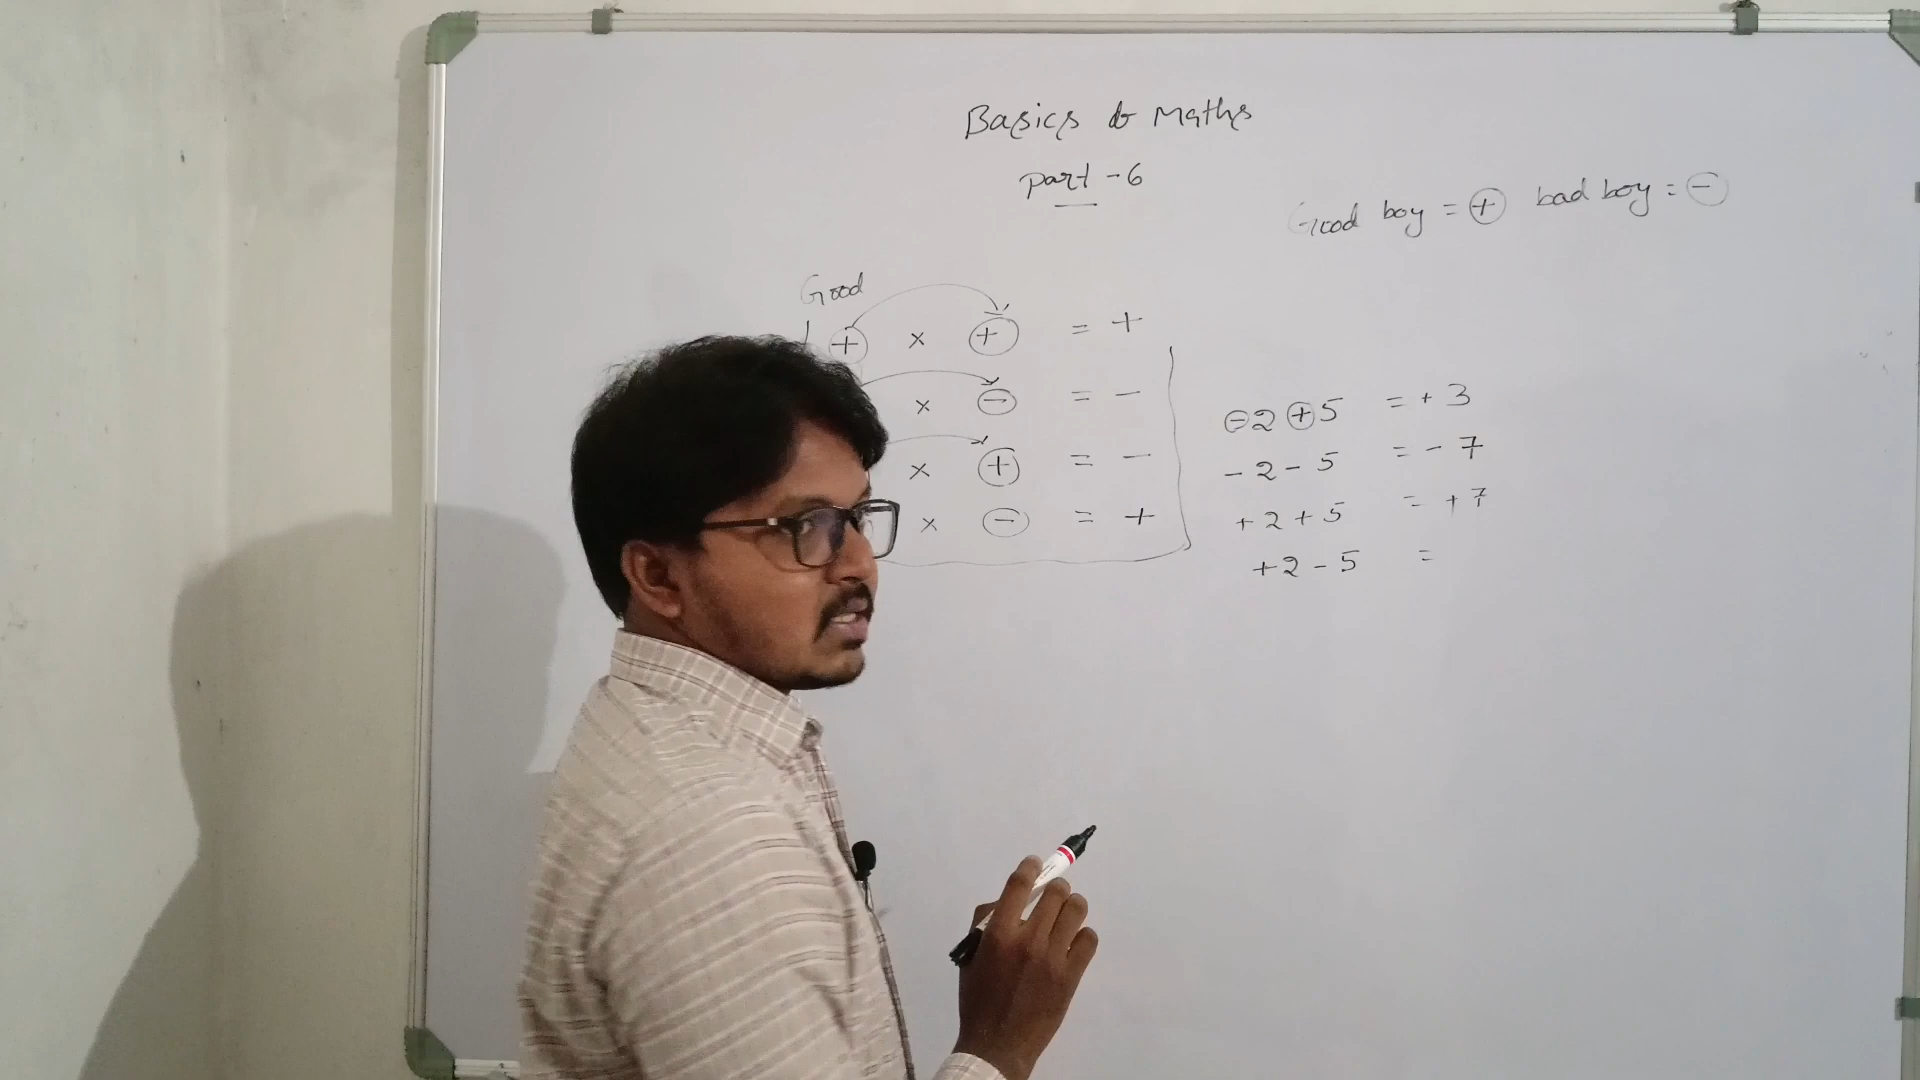 Basics of Maths
Part - 6
Good boy = + bad boy = -
Good
+ × + = +
× - = -
× + = -
× - = +
-2 + 5 = + 3
- 2 - 5 = - 7
+ 2 + 5 = + 7
+ 2 - 5 =